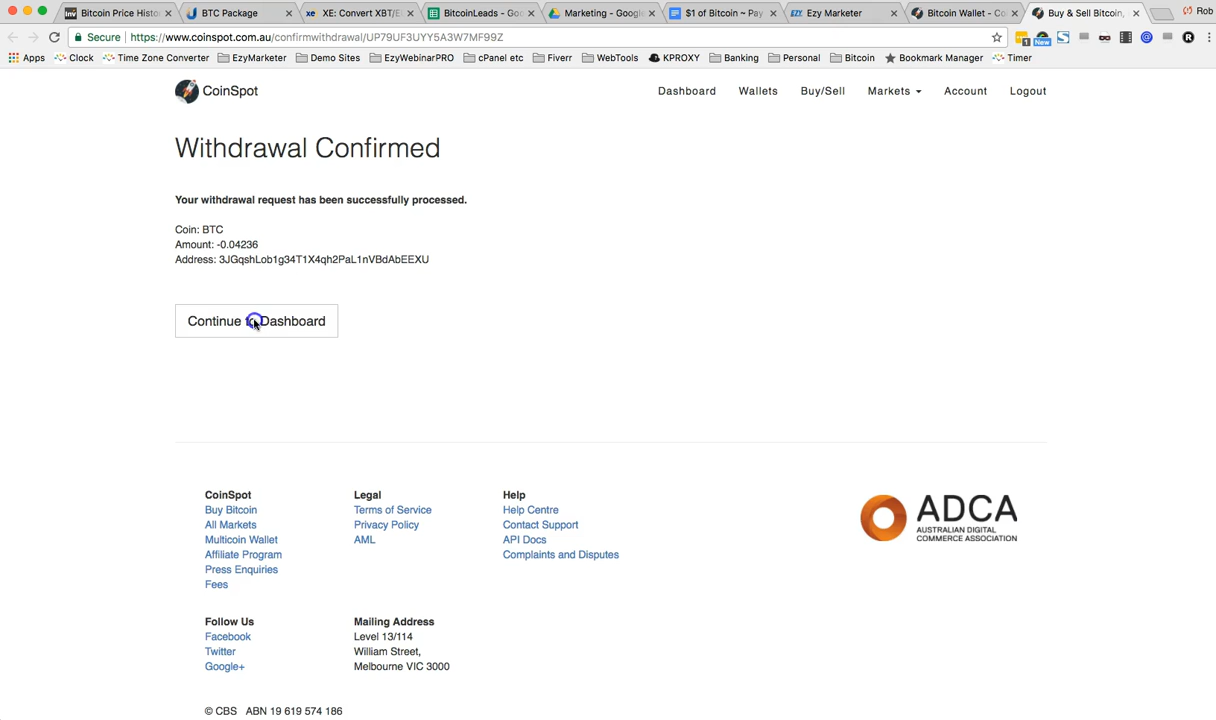 Bitcoin Price Histo
BTC Package
XE: Convert XBT/E
BitcoinLeads - Goo
Marketing - Google
$1 of Bitcoin ~ Pay
Ezy Marketer
Bitcoin Wallet - Co
Buy & Sell Bitcoin,
Rob
Secure
https://www.coinspot.com.au/confirmwithdrawal/UP79UF3UYY5A3W7MF99Z
New
Apps
Clock
Time Zone Converter
EzyMarketer
Demo Sites
EzyWebinarPRO
cPanel etc
Fiverr
WebTools
KPROXY
Banking
Personal
Bitcoin
Bookmark Manager
Timer
CoinSpot
Dashboard
Wallets
Buy/Sell
Markets
Account
Logout
Withdrawal Confirmed
Your withdrawal request has been successfully processed.
Coin: BTC
Amount: -0.04236
Address: 3JGqshLob1g34T1X4qh2PaL1nVBdAbEEXU
Continue to Dashboard
CoinSpot
Buy Bitcoin
All Markets
Multicoin Wallet
Affiliate Program
Press Enquiries
Fees
Legal
Terms of Service
Privacy Policy
AML
Help
Help Centre
Contact Support
API Docs
Complaints and Disputes
ADCA
AUSTRALIAN DIGITAL
COMMERCE ASSOCIATION
Follow Us
Facebook
Twitter
Google+
Mailing Address
Level 13/114
William Street,
Melbourne VIC 3000
© CBS ABN 19 619 574 186